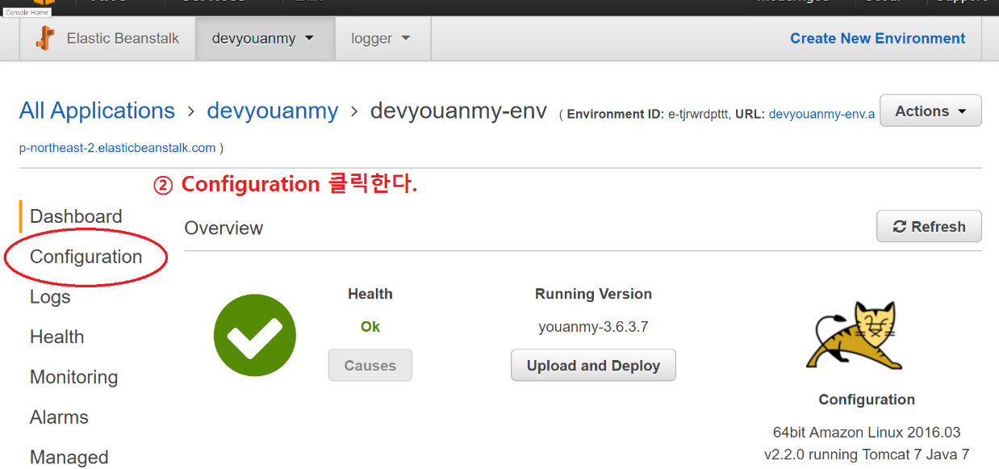 Console Home
Elastic Beanstalk devyouanmy logger Create New Environment
All Applications > devyouanmy > devyouanmy-env ( Environment ID: e-tjrwrdpttt, URL: devyouanmy-env.a
p-northeast-2.elasticbeanstalk.com )
Actions
② Configuration 클릭한다.
Dashboard
Configuration
Logs
Health
Monitoring
Alarms
Managed
Overview
Refresh
Health
Ok
Causes
Running Version
youanmy-3.6.3.7
Upload and Deploy
Configuration
64bit Amazon Linux 2016.03
v2.2.0 running Tomcat 7 Java 7